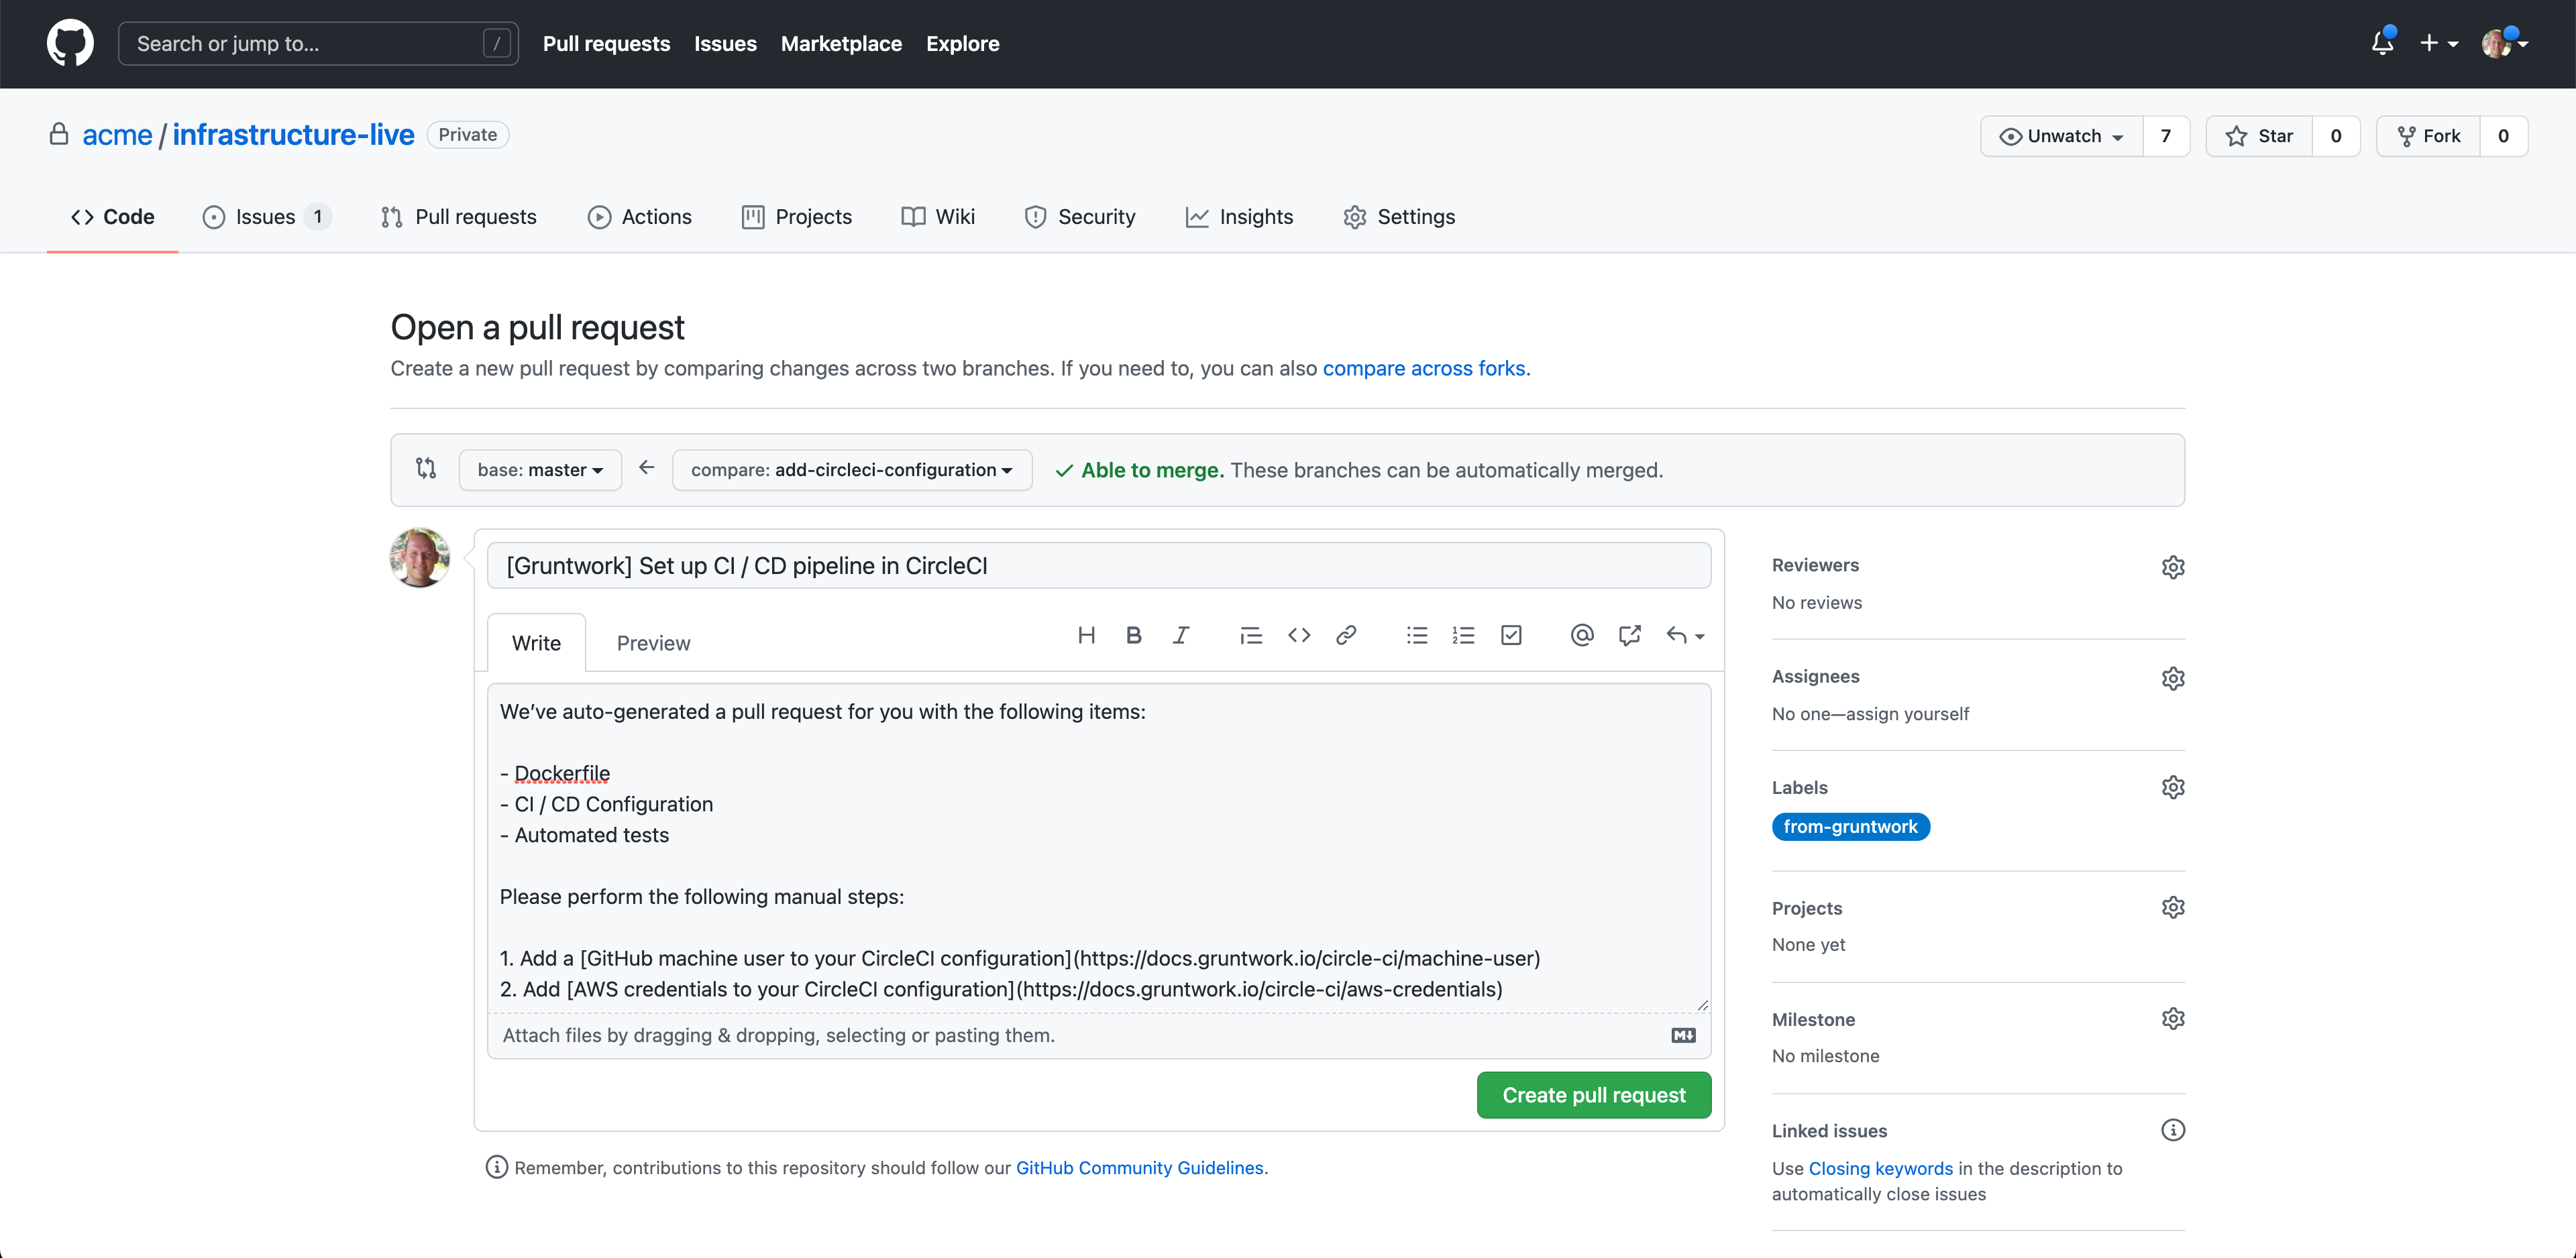 Search or jump to... /
Pull requests Issues Marketplace Explore
acme / infrastructure-live Private
Unwatch 7 Star 0 Fork 0
Code Issues 1 Pull requests Actions Projects Wiki Security Insights Settings
Open a pull request
Create a new pull request by comparing changes across two branches. If you need to, you can also compare across forks.
base: master compare: add-circleci-configuration Able to merge. These branches can be automatically merged.
[Gruntwork] Set up CI / CD pipeline in CircleCI
Write Preview
We’ve auto-generated a pull request for you with the following items:
- Dockerfile
- CI / CD Configuration
- Automated tests
Please perform the following manual steps:
1. Add a [GitHub machine user to your CircleCI configuration](https://docs.gruntwork.io/circle-ci/machine-user)
2. Add [AWS credentials to your CircleCI configuration](https://docs.gruntwork.io/circle-ci/aws-credentials)
Attach files by dragging & dropping, selecting or pasting them.
Create pull request
Remember, contributions to this repository should follow our GitHub Community Guidelines.
Reviewers
No reviews
Assignees
No one—assign yourself
Labels
from-gruntwork
Projects
None yet
Milestone
No milestone
Linked issues
Use Closing keywords in the description to
automatically close issues